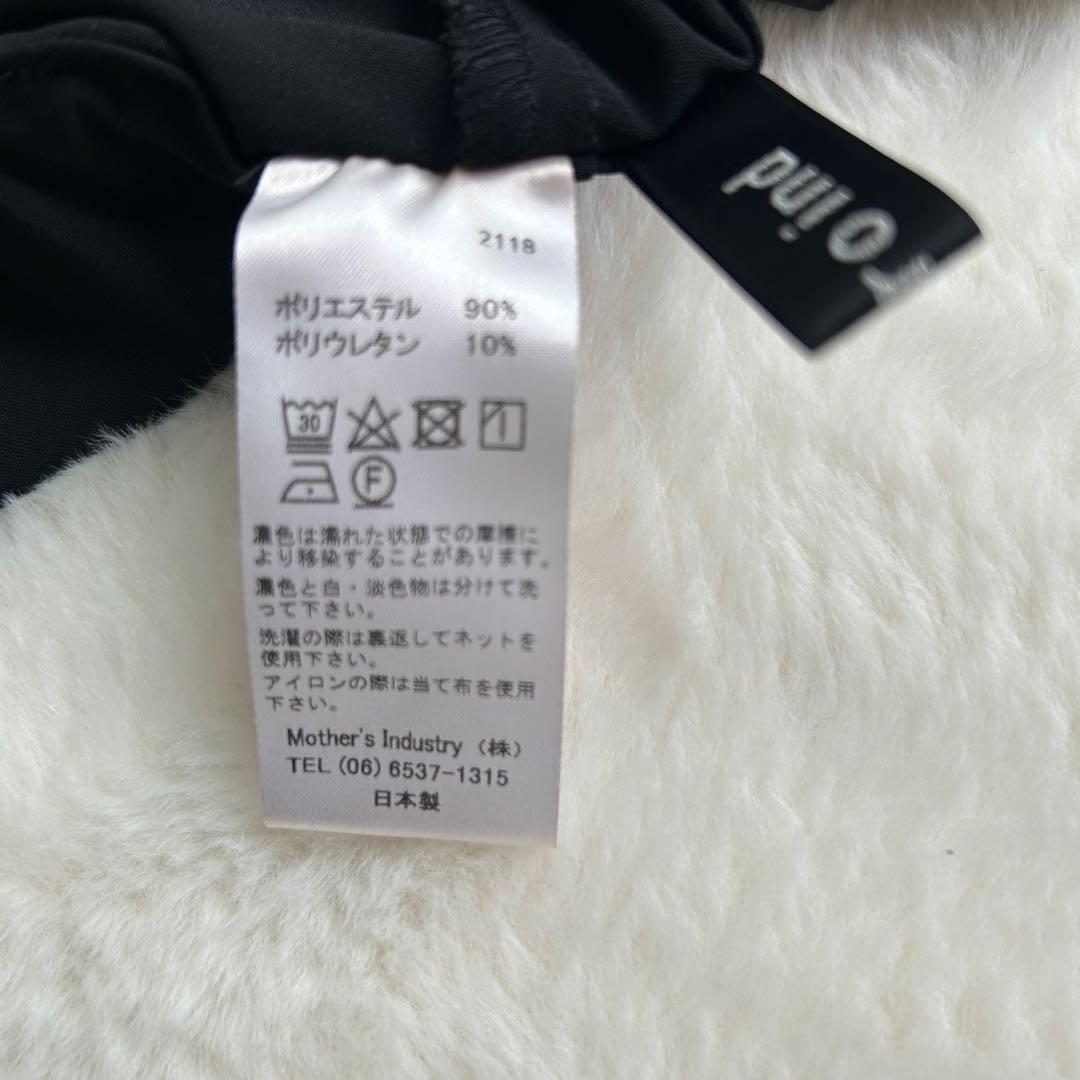 2118
ポリエステル 90%
ポリウレタン 10%
30
F
濃色は濡れた状態での摩擦に
より移染することがあります。
濃色と白・淡色物は分けて洗
って下さい。
洗濯の際は裏返してネットを
使用下さい。
アイロンの際は当て布を使用
下さい。
Mother's Industry (株)
TEL (06) 6537-1315
日本製